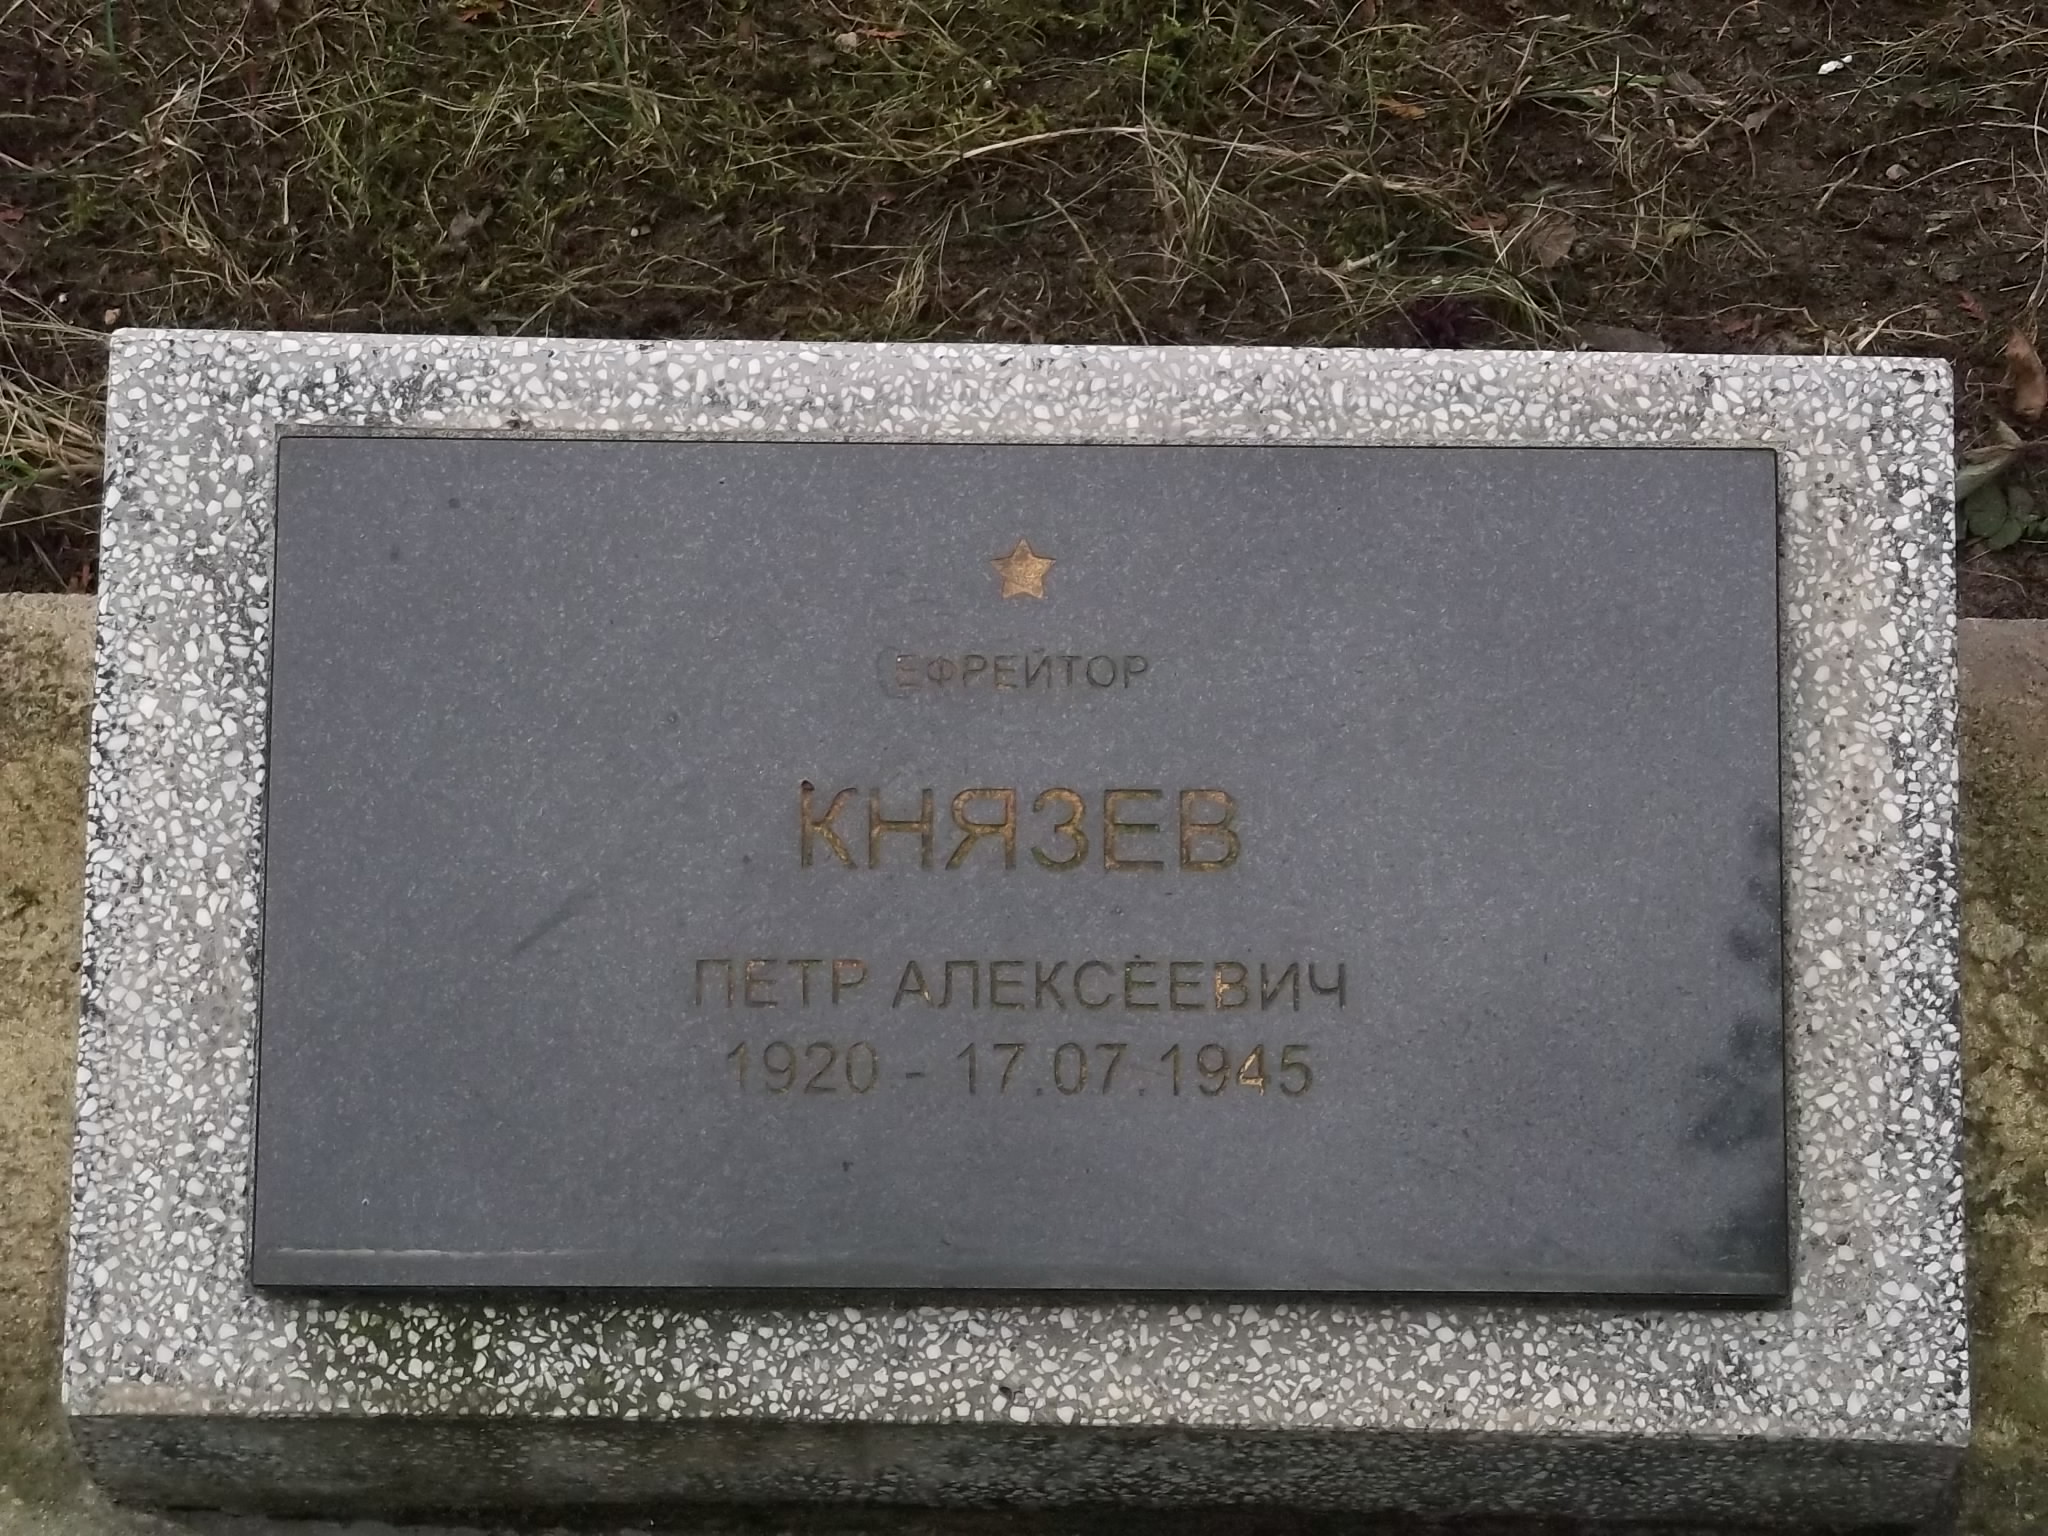 ЕФРЕЙТОР
КНЯЗЕВ
ПЕТР АЛЕКСЕЕВИЧ
1920 - 17.07.1945